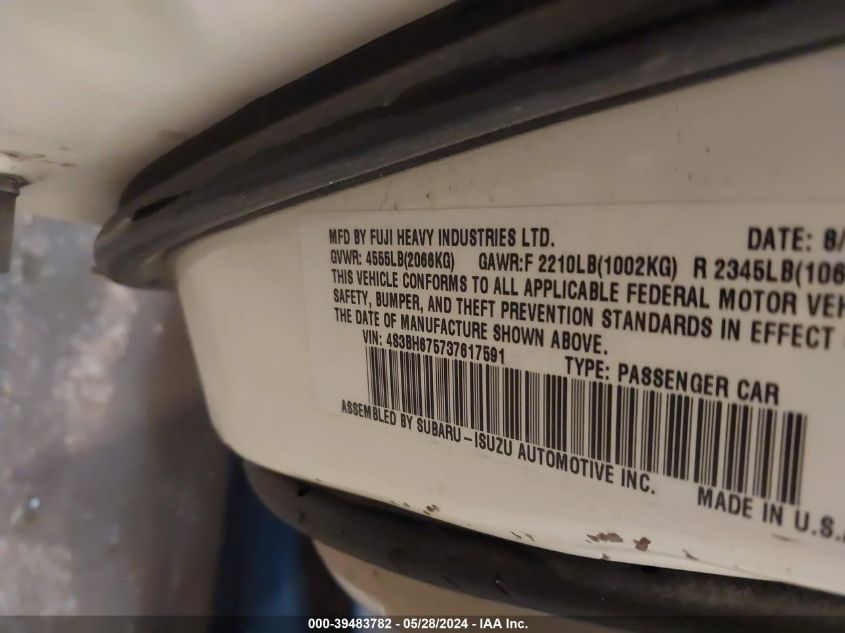 MFD BY FUJI HEAVY INDUSTRIES LTD. DATE: 8/
GVWR: 4555LB(2066KG) GAWR:F 2210LB(1002KG) R 2345LB(106
THIS VEHICLE CONFORMS TO ALL APPLICABLE FEDERAL MOTOR VEH
SAFETY, BUMPER, AND THEFT PREVENTION STANDARDS IN EFFECT
THE DATE OF MANUFACTURE SHOWN ABOVE.
VIN: 4S3BH675737617591 TYPE: PASSENGER CAR
ASSEMBLED BY SUBARU-ISUZU AUTOMOTIVE INC. MADE IN U.S.A
000-39483782 - 05/28/2024 - IAA Inc.